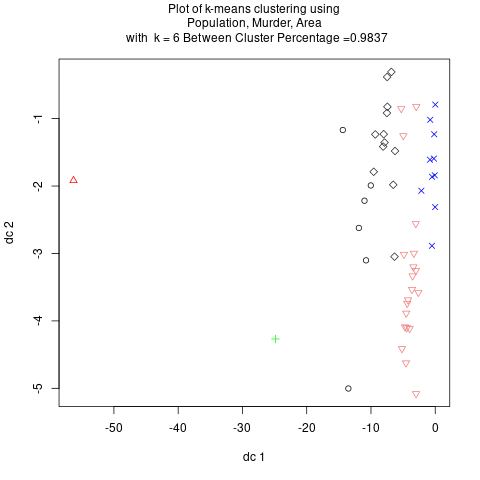 Plot of k-means clustering using
Population, Murder, Area
with k = 6 Between Cluster Percentage =0.9837
-1
-2
-3
-4
-5
dc 2
-50
-40
-30
-20
-10
0
dc 1